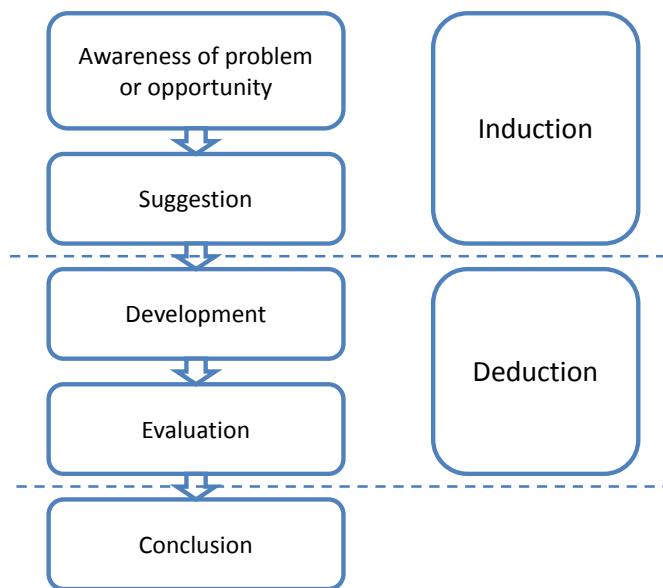 Awareness of problem
or opportunity
Induction
Suggestion
Development
Deduction
Evaluation
Conclusion